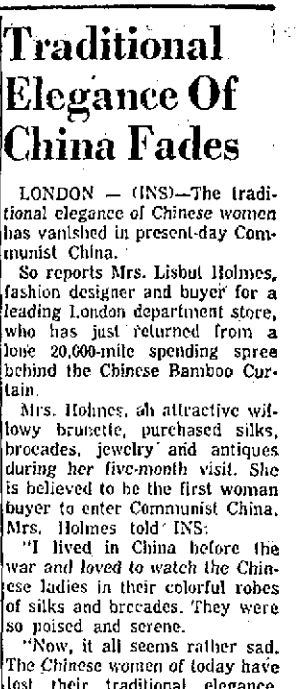 Traditional
Elegance Of
China Fades
LONDON — (INS)—The tradi-
tional elegance of Chinese women
has vanished in present-day Com-
munist China.
So reports Mrs. Lisbut Holmes,
fashion designer and buyer for a
leading London department store,
who has just returned from a
lone 20,600-mile spending spree
behind the Chinese Bamboo Cur-
tain.
Mrs. Holmes, an attractive wil-
lowy brunette, purchased silks,
brocades, jewelry and antiques
during her five-month visit. She
is believed to be the first woman
buyer to enter Communist China.
Mrs. Holmes told INS:
"I lived in China before the
war and loved to watch the Chin-
ese ladies in their colorful robes
of silks and brocades. They were
so poised and serene.
"Now, it all seems rather sad.
The Chinese women of today have
lost their traditional elegance.